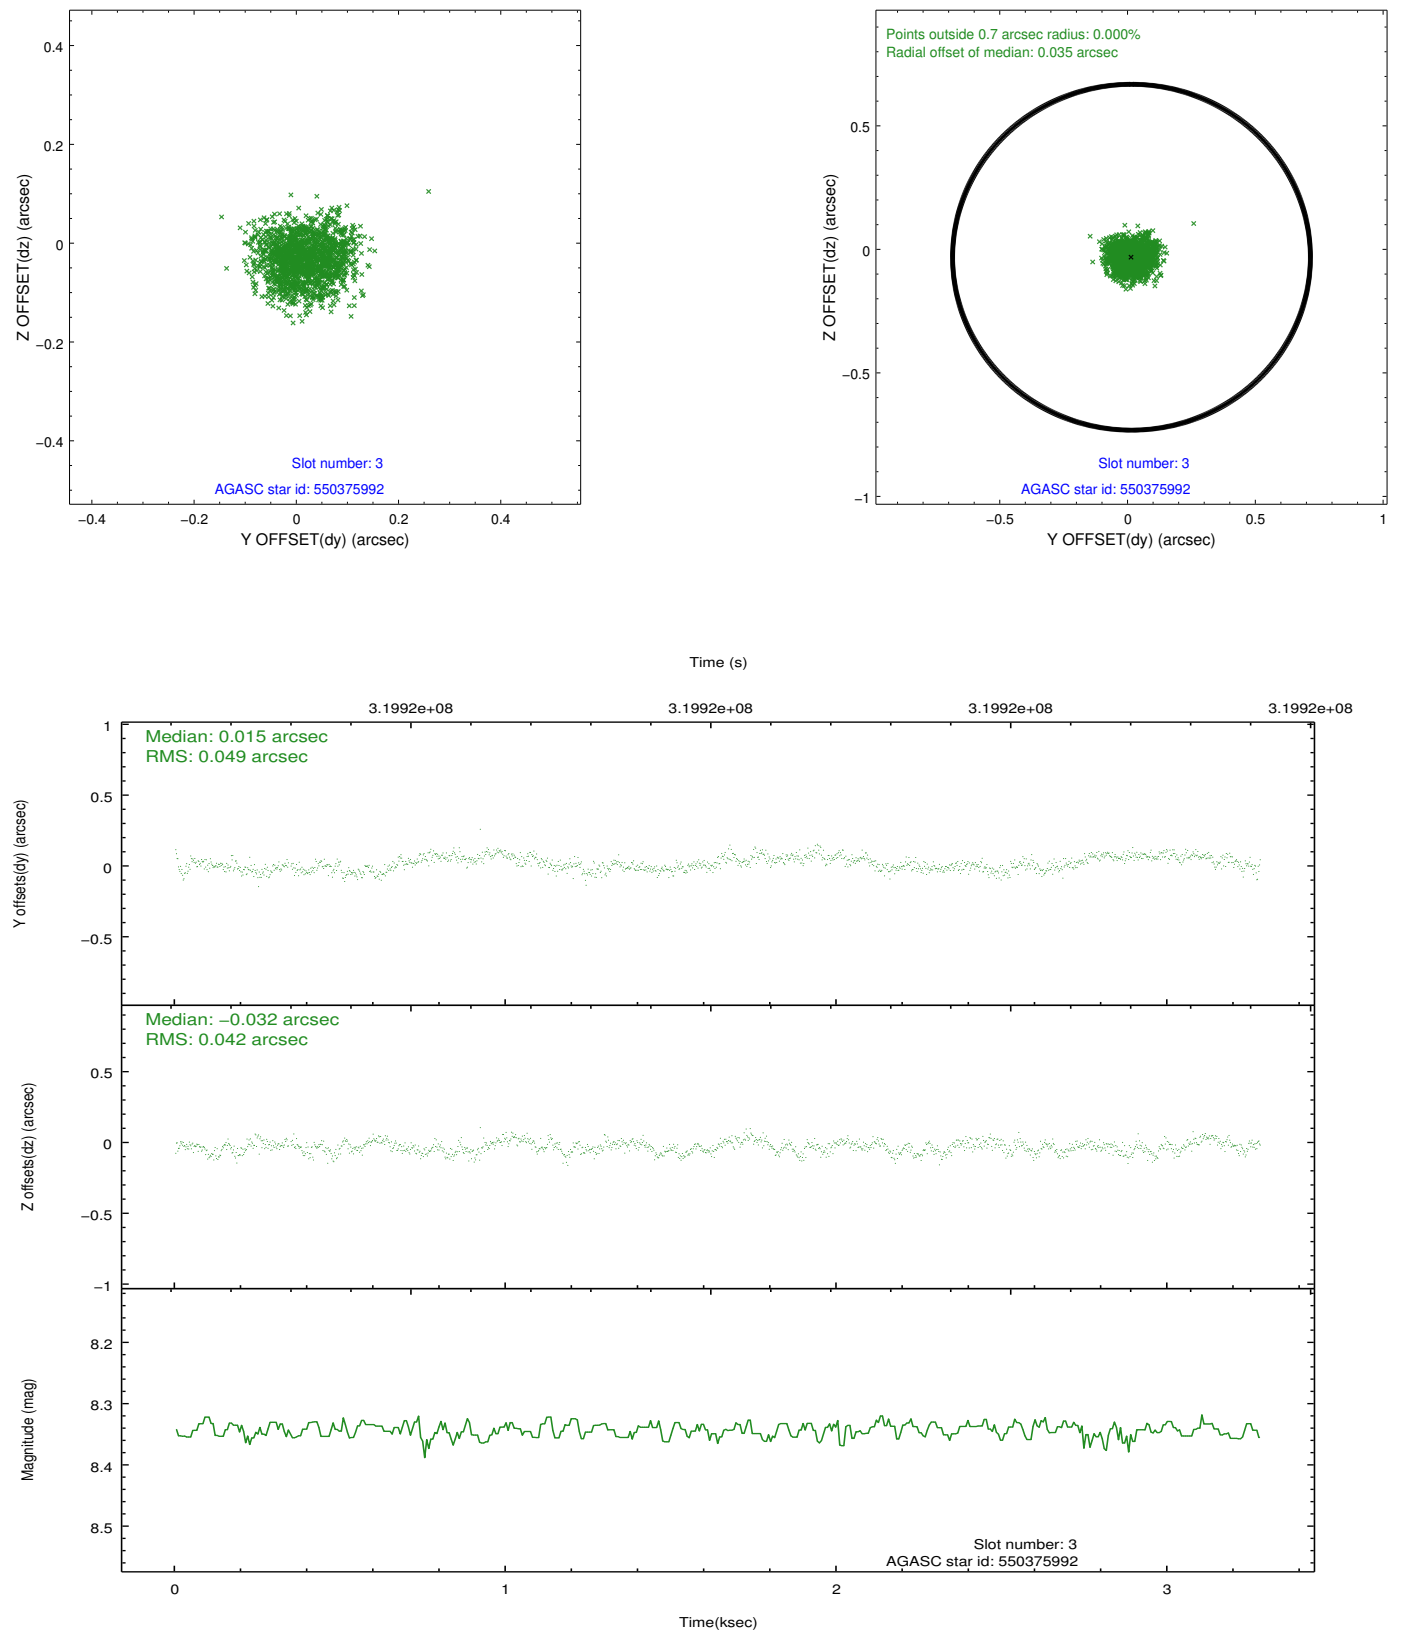 0.4
0.2
0
−0.2
−0.4
Z OFFSET(dz) (arcsec)
Slot number: 3
AGASC star id: 550375992
−0.4 −0.2 0 0.2 0.4
Y OFFSET(dy) (arcsec)
Points outside 0.7 arcsec radius: 0.000%
Radial offset of median: 0.035 arcsec
0.5
0
−0.5
−1
Z OFFSET(dz) (arcsec)
Slot number: 3
AGASC star id: 550375992
−0.5 0 0.5 1
Y OFFSET(dy) (arcsec)
Time (s)
3.1992e+08 3.1992e+08 3.1992e+08 3.1992e+08
1
0.5
0
−0.5
Y offsets(dy) (arcsec)
Median: 0.015 arcsec
RMS: 0.049 arcsec
Median: −0.032 arcsec
RMS: 0.042 arcsec
0.5
0
−0.5
−1
Z offsets(dz) (arcsec)
8.2
8.3
8.4
8.5
Magnitude (mag)
Slot number: 3
AGASC star id: 550375992
0 1 2 3
Time(ksec)